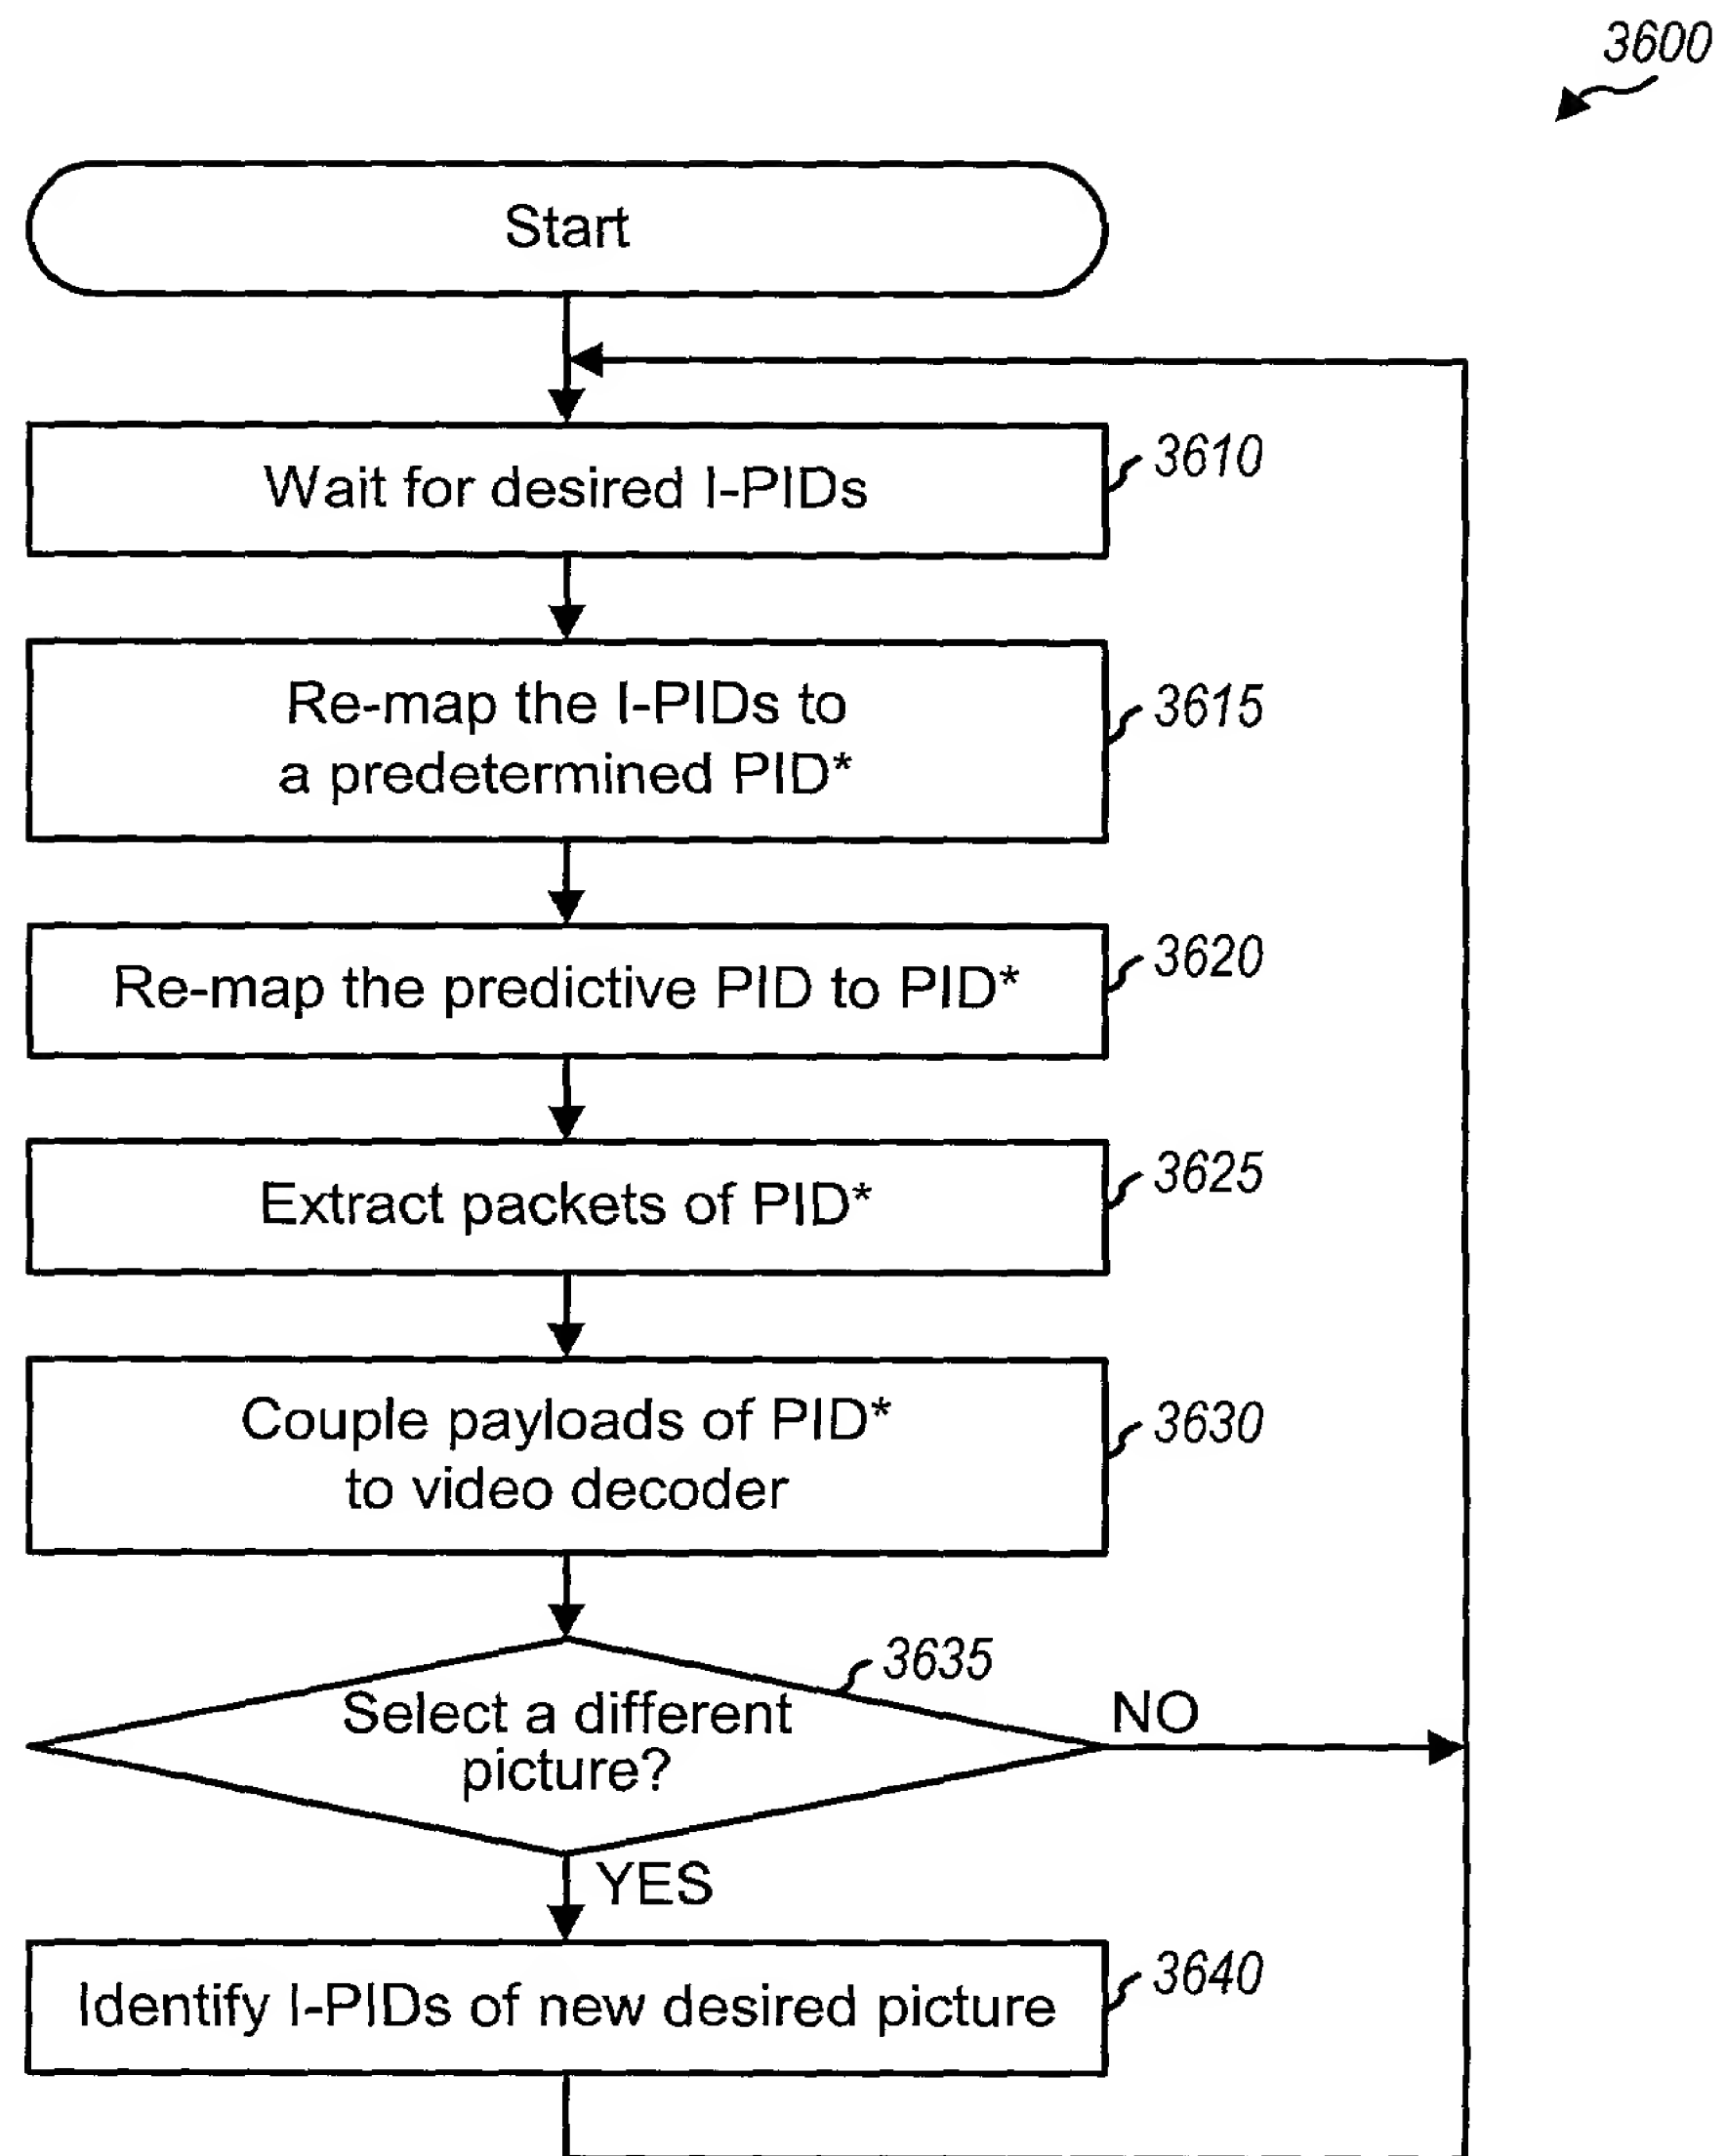 3600
Start
Wait for desired I-PIDs
3610
Re-map the I-PIDs to
a predetermined PID*
3615
Re-map the predictive PID to PID*
3620
Extract packets of PID*
3625
Couple payloads of PID*
to video decoder
3630
3635
Select a different
picture?
NO
YES
Identify I-PIDs of new desired picture
3640